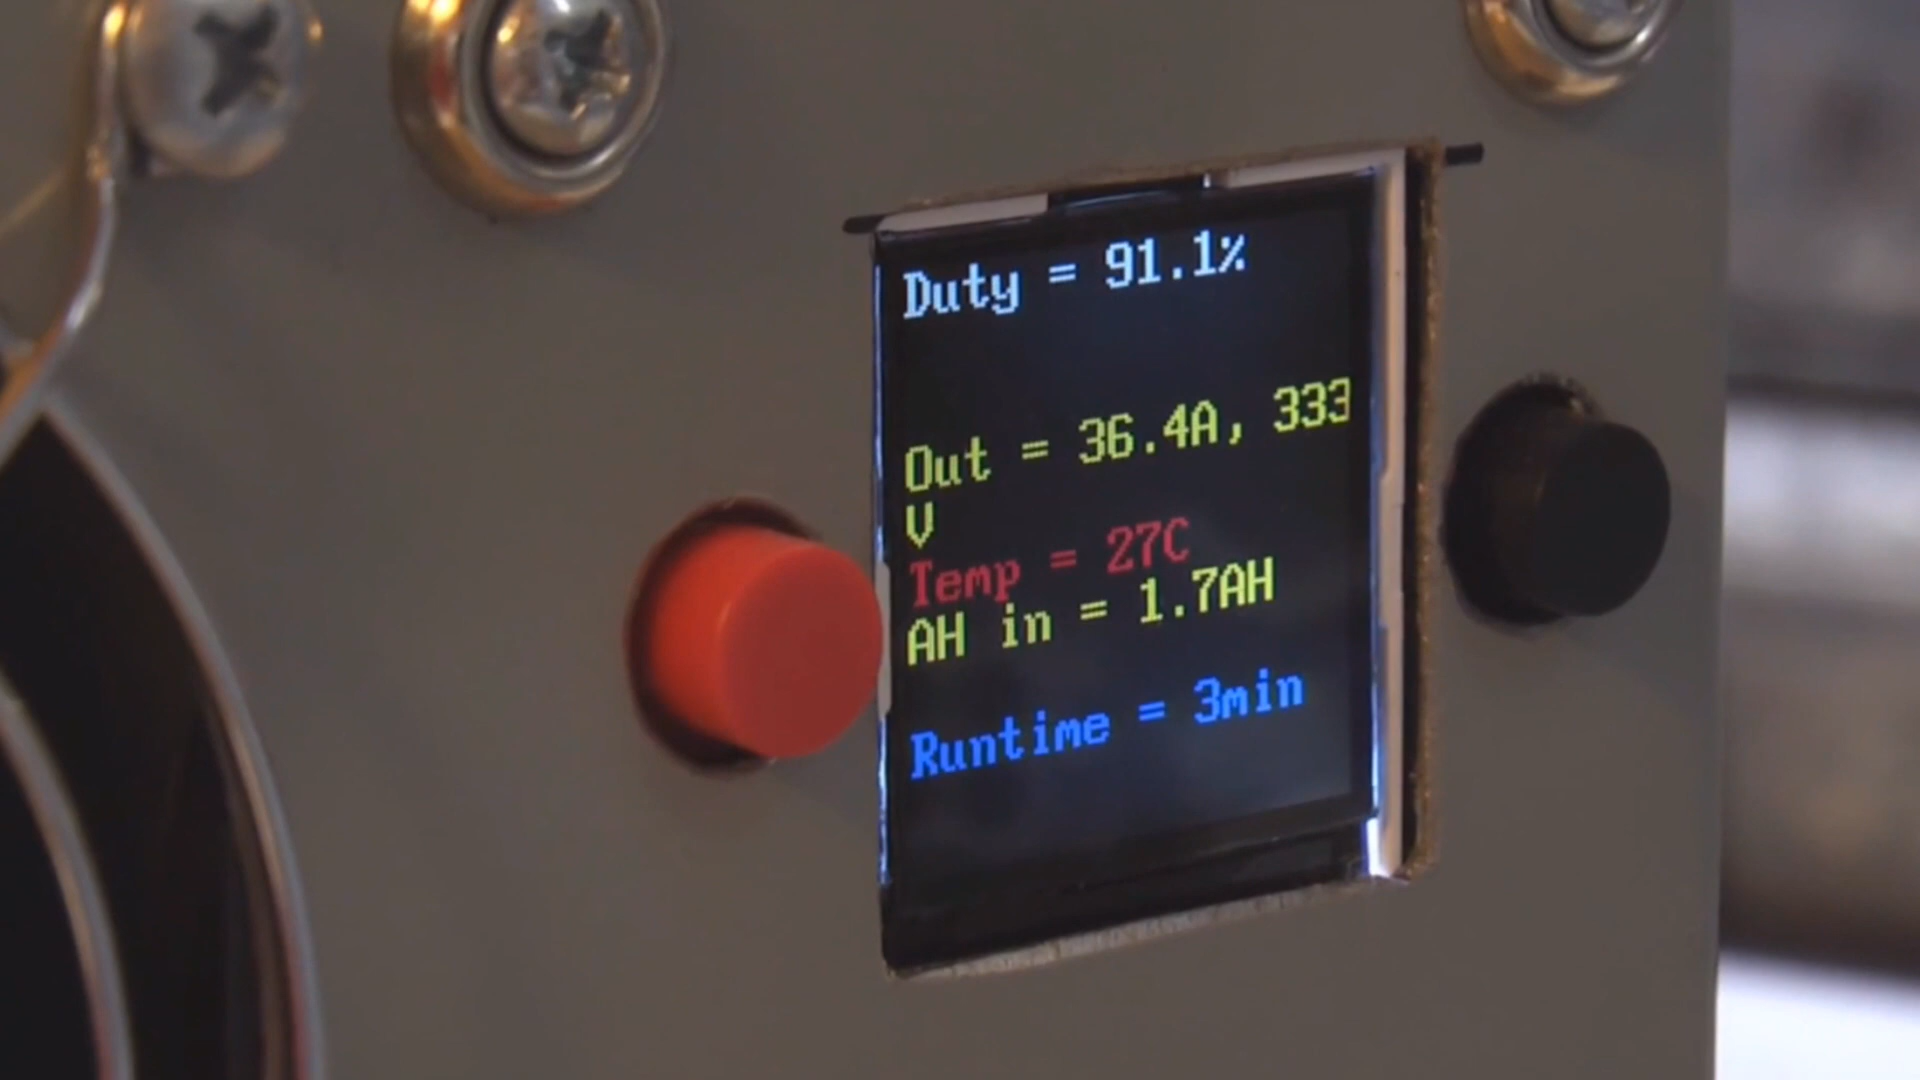 Duty = 91.1%
Out = 36.4A, 333
V
Temp = 27C
AH in = 1.7AH
Runtime = 3min